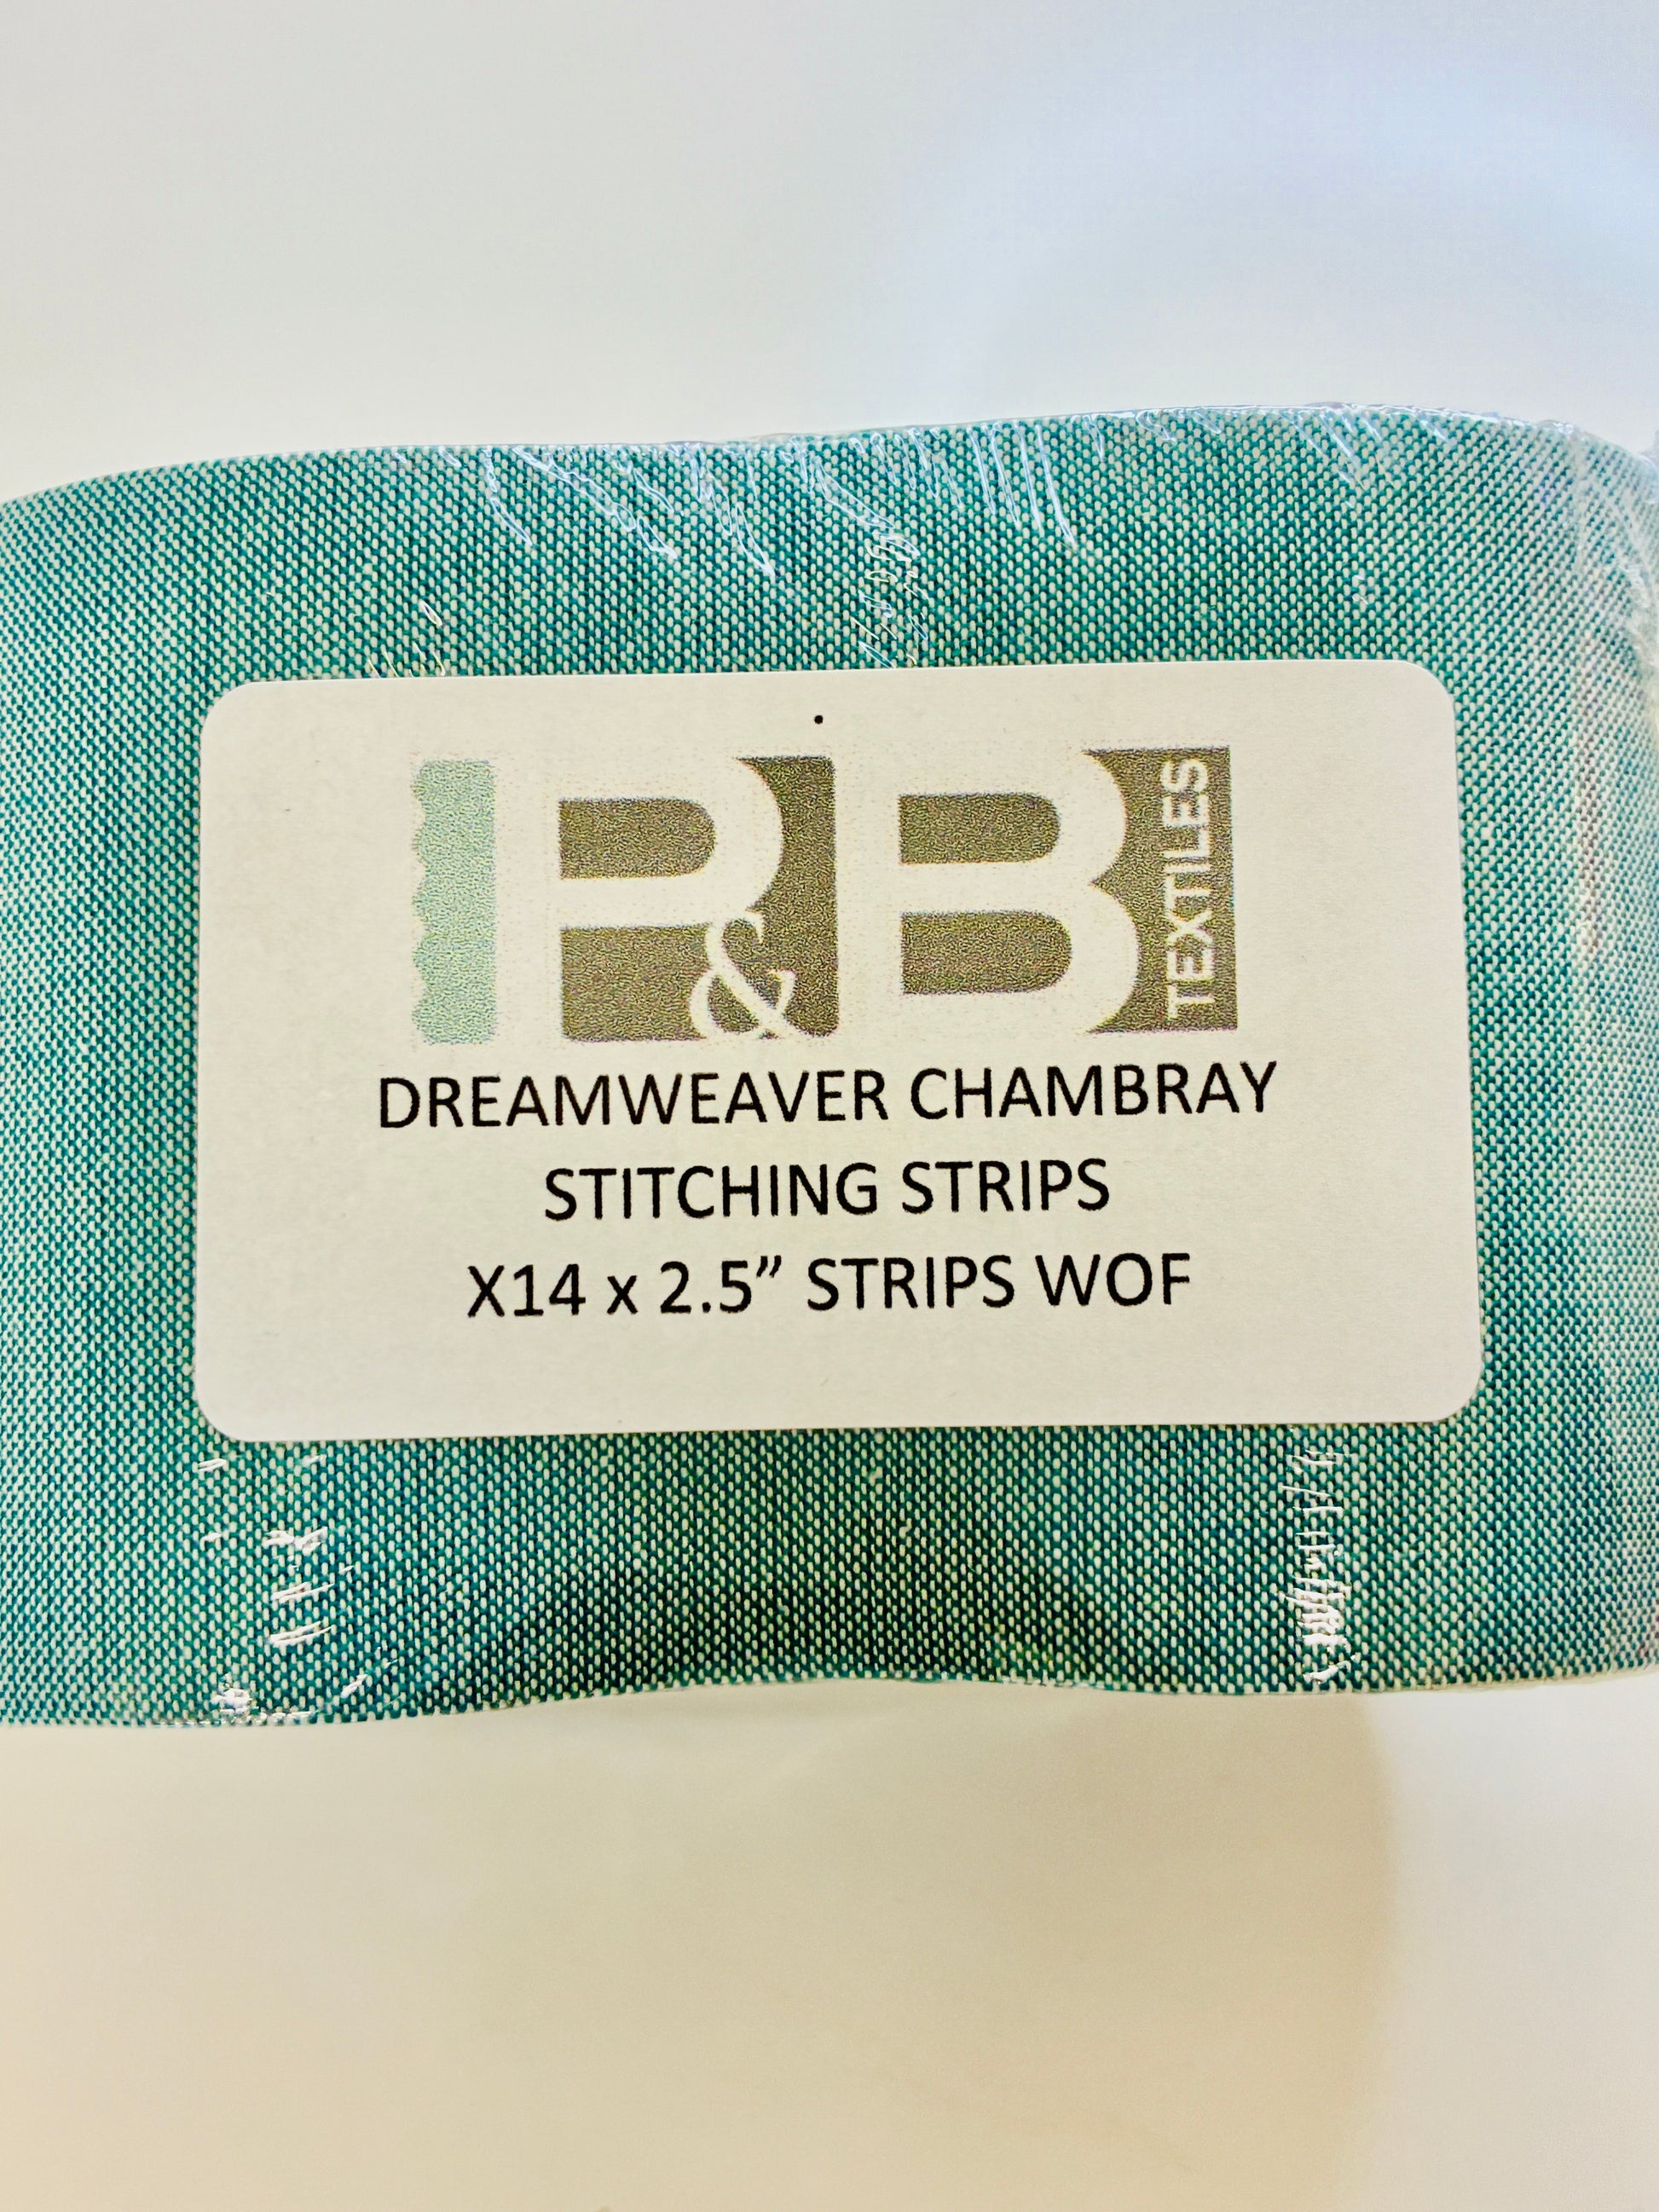 R&B TEXTILES
DREAMWEAVER CHAMBRAY
STITCHING STRIPS
X14 x 2.5” STRIPS WOF